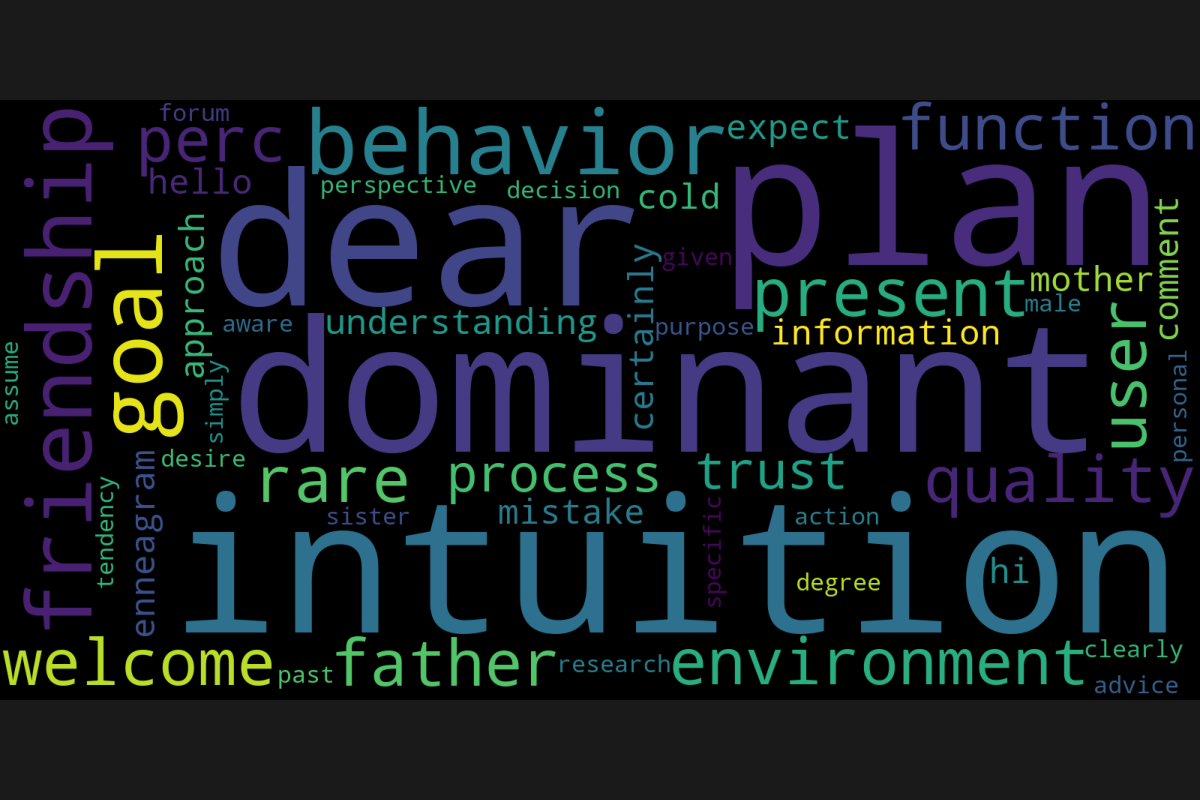 forum
perc
hello
behavior
perspective
decision
cold
expect
function
plan
dear
friendship
goal
approach
aware
understanding
certainly
given
purpose
present
information
mother
male
comment
user
personal
assume
simply
dominant
desire
enneagram
tendency
rare
process
trust
quality
sister
mistake
specific
action
degree
hi
intuition
welcome
past
father
research
environment
clearly
advice